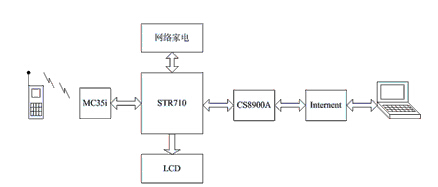 网络家电
MC35i
STR710
CS8900A
Internent
LCD